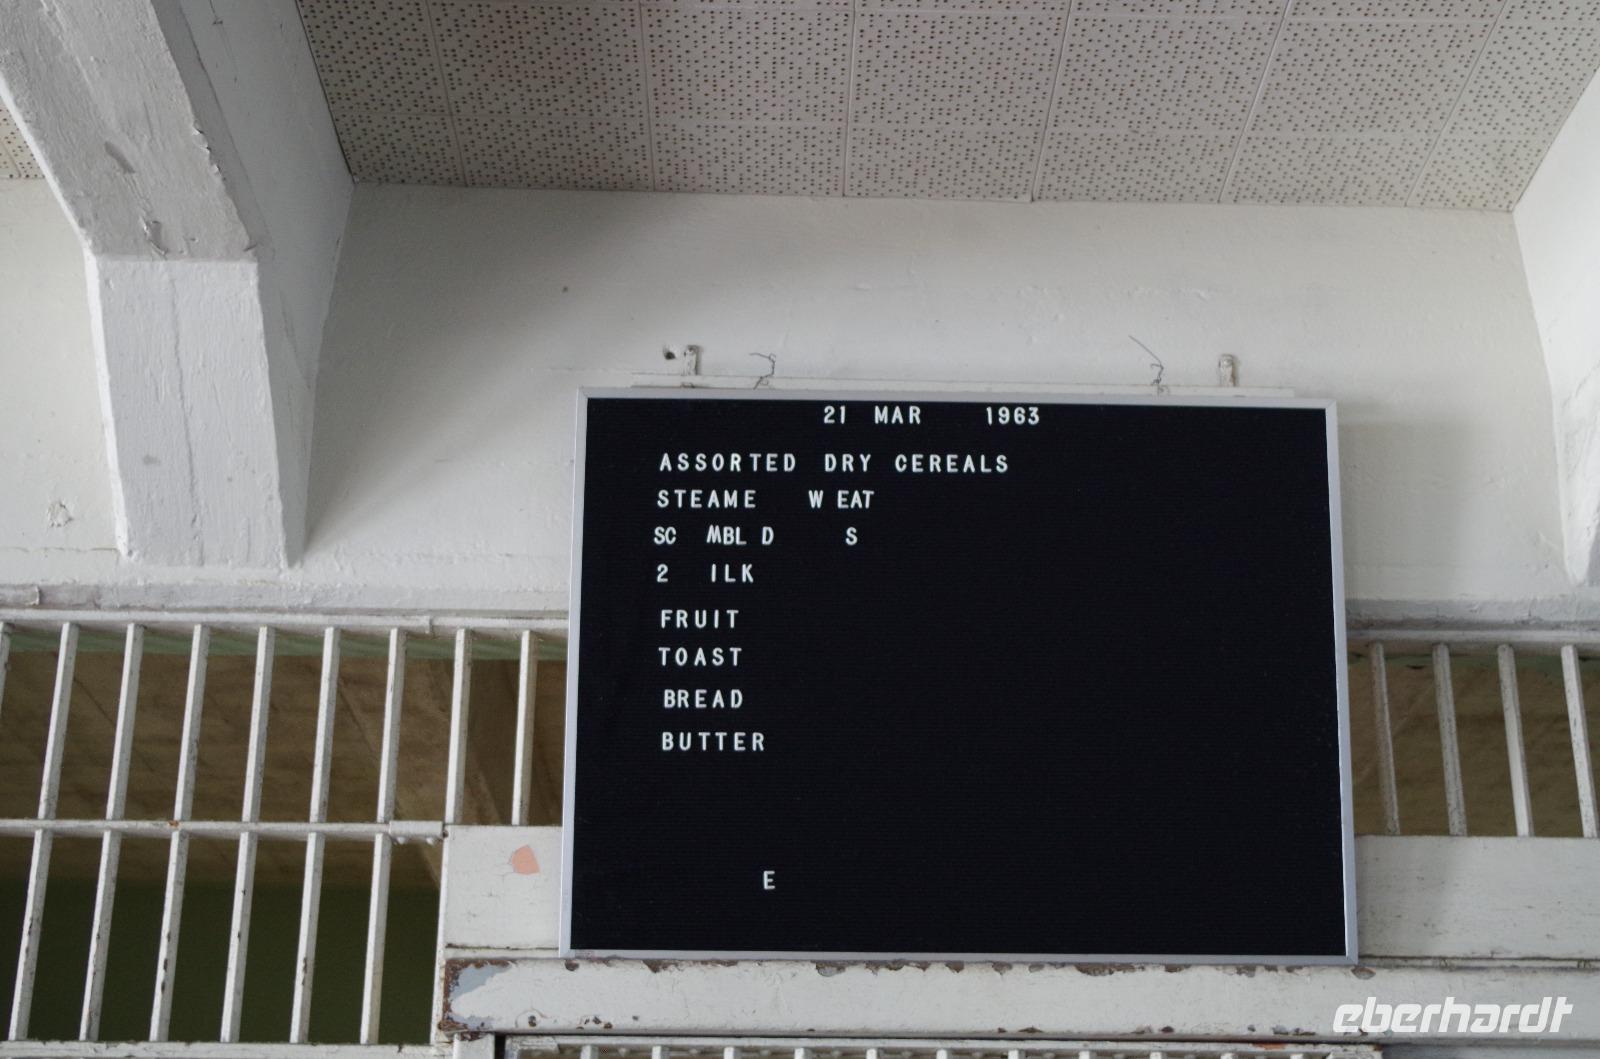 21 MAR 1963
ASSORTED DRY CEREALS
STEAME W EAT
SC MBL D S
2 ILK
FRUIT
TOAST
BREAD
BUTTER
E
eberhardt